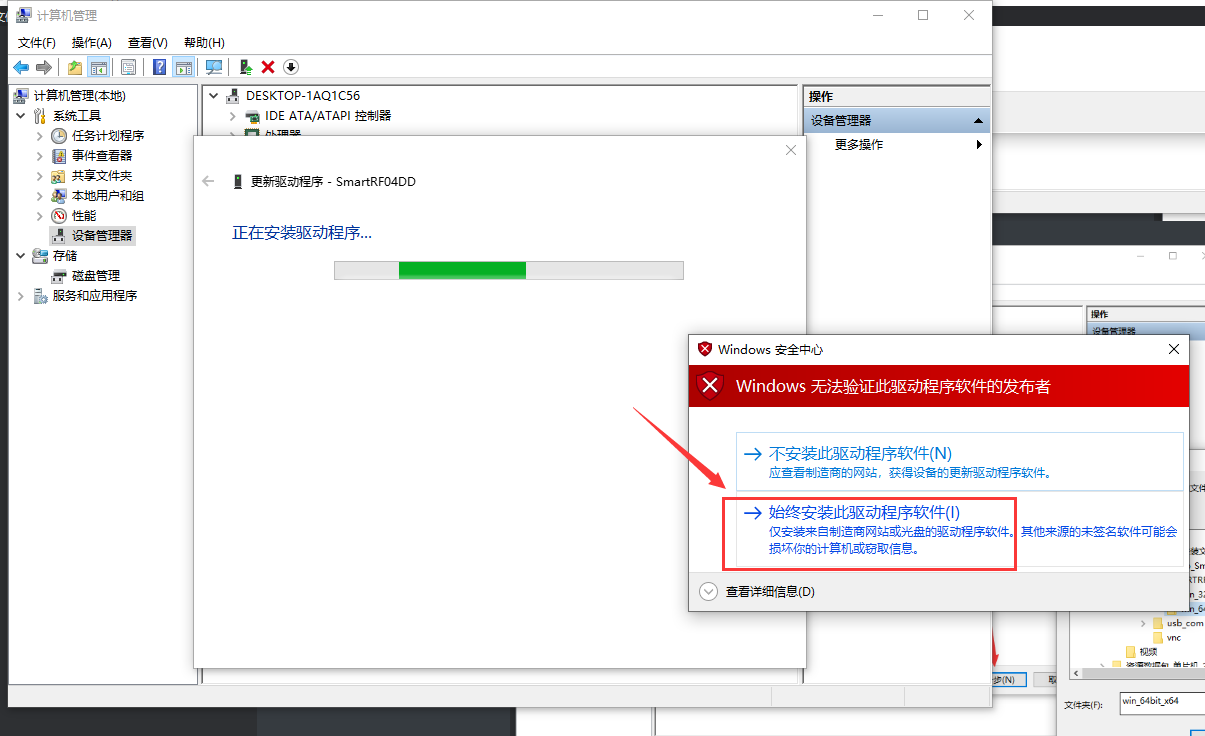 计算机管理
文件(F) 操作(A) 查看(V) 帮助(H)
计算机管理(本地)
系统工具
任务计划程序
事件查看器
共享文件夹
本地用户和组
性能
设备管理器
存储
磁盘管理
服务和应用程序
DESKTOP-1AQ1C56
IDE ATA/ATAPI 控制器
处理器
操作
设备管理器
更多操作
更新驱动程序 - SmartRF04DD
正在安装驱动程序...
操作
设备管理器
Windows 安全中心
Windows 无法验证此驱动程序软件的发布者
不安装此驱动程序软件(N)
应查看制造商的网站，获得设备的更新驱动程序软件。
始终安装此驱动程序软件(I)
仅安装来自制造商网站或光盘的驱动程序软件。其他来源的未签名软件可能会
损坏你的计算机或窃取信息。
查看详细信息(D)
usb_com
vnc
视频
步(N)
文件夹(F):
win_64bit_x64